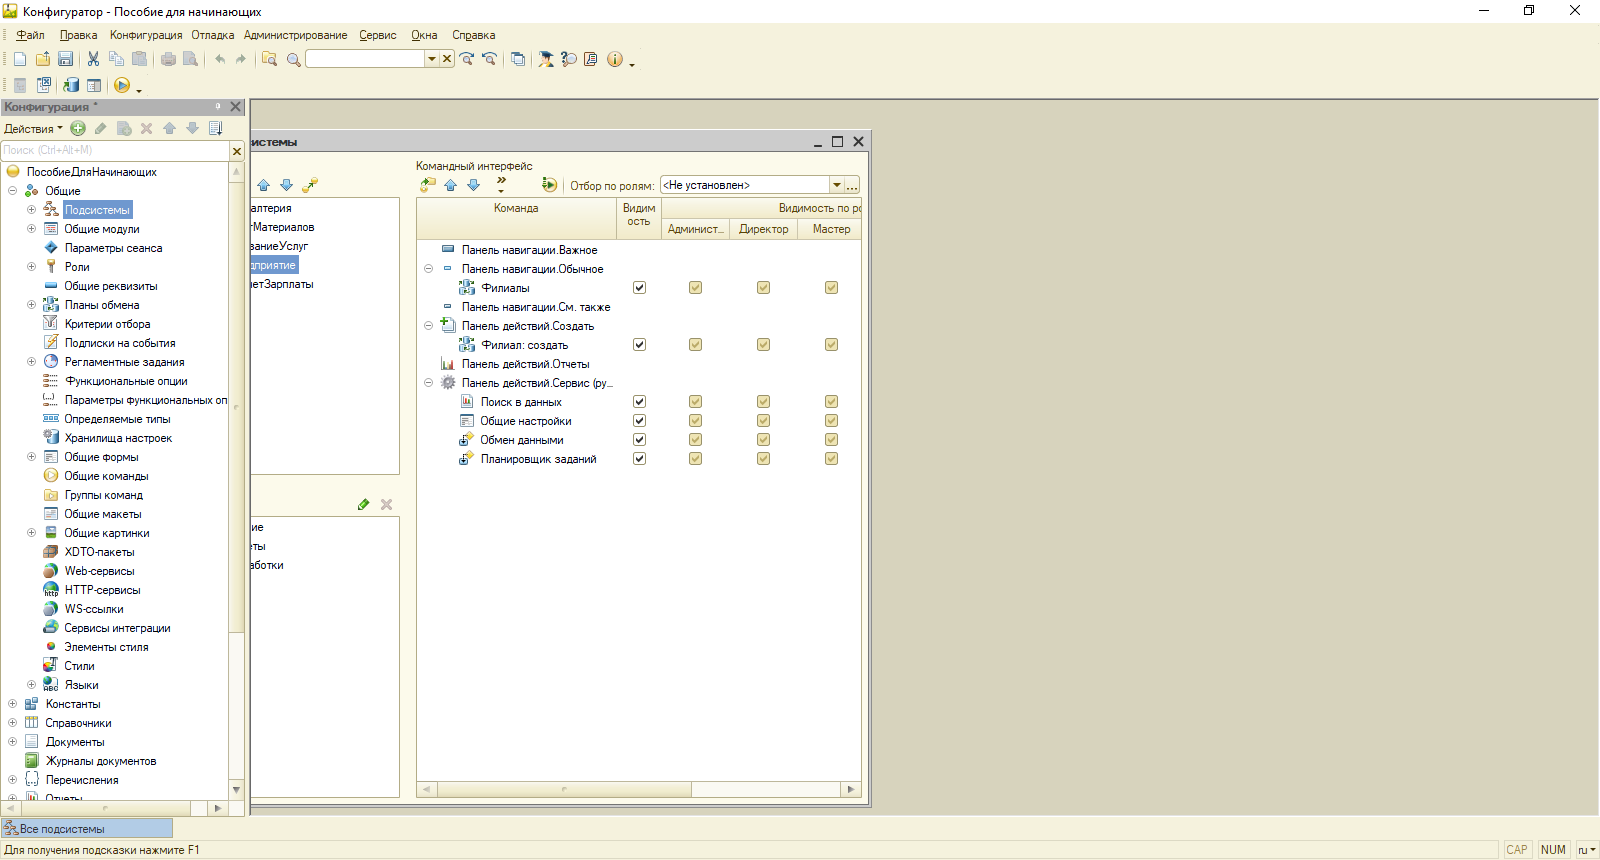 Конфигуратор - Пособие для начинающих
Файл Правка Конфигурация Отладка Администрирование Сервис Окна Справка
Конфигурация *
Действия
Поиск (Ctrl+Alt+M)
ПособиеДляНачинающих
Общие
Подсистемы
Общие модули
Параметры сеанса
Роли
Общие реквизиты
Планы обмена
Критерии отбора
Подписки на события
Регламентные задания
Функциональные опции
Параметры функциональных оп
Определяемые типы
Хранилища настроек
Общие формы
Общие команды
Группы команд
Общие макеты
Общие картинки
XDTO-пакеты
Web-сервисы
HTTP-сервисы
WS-ссылки
Сервисы интеграции
Элементы стиля
Стили
Языки
Константы
Справочники
Документы
Журналы документов
Перечисления
Отчеты
истемы
алтерия
тМатериалов
ваниеУслуг
дприятие
четЗарплаты
ие
еты
аботки
Командный интерфейс
Отбор по ролям: <Не установлен>
Команда Видим ость Видимость по ро
Админист... Директор Мастер
Панель навигации.Важное
Панель навигации.Обычное
Филиалы
Панель навигации.См. также
Панель действий.Создать
Филиал: создать
Панель действий.Отчеты
Панель действий.Сервис (ру...
Поиск в данных
Общие настройки
Обмен данными
Планировщик заданий
Все подсистемы
Для получения подсказки нажмите F1
CAP NUM ru